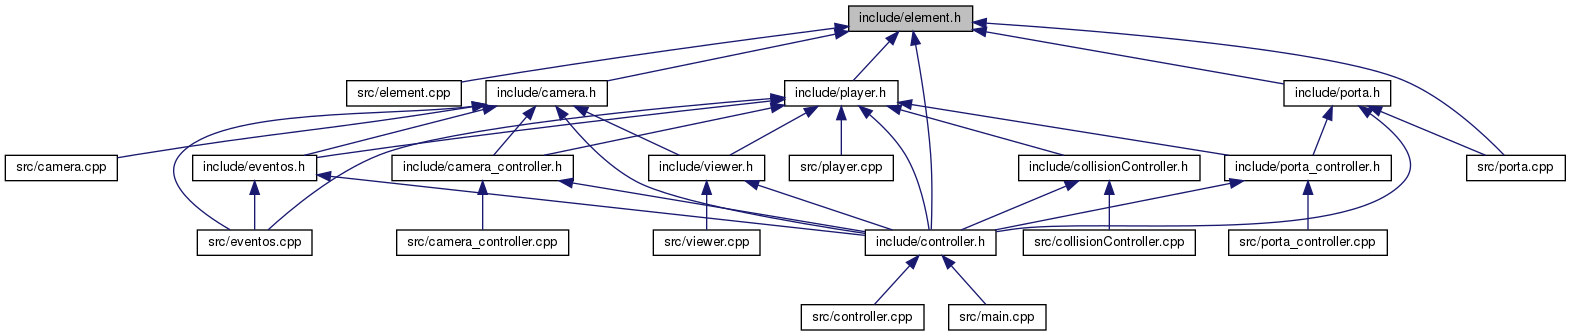 include/element.h
src/element.cpp
include/camera.h
include/player.h
include/porta.h
src/camera.cpp
include/eventos.h
include/camera_controller.h
include/viewer.h
src/player.cpp
include/collisionController.h
include/porta_controller.h
src/porta.cpp
src/eventos.cpp
src/camera_controller.cpp
src/viewer.cpp
include/controller.h
src/collisionController.cpp
src/porta_controller.cpp
src/controller.cpp
src/main.cpp